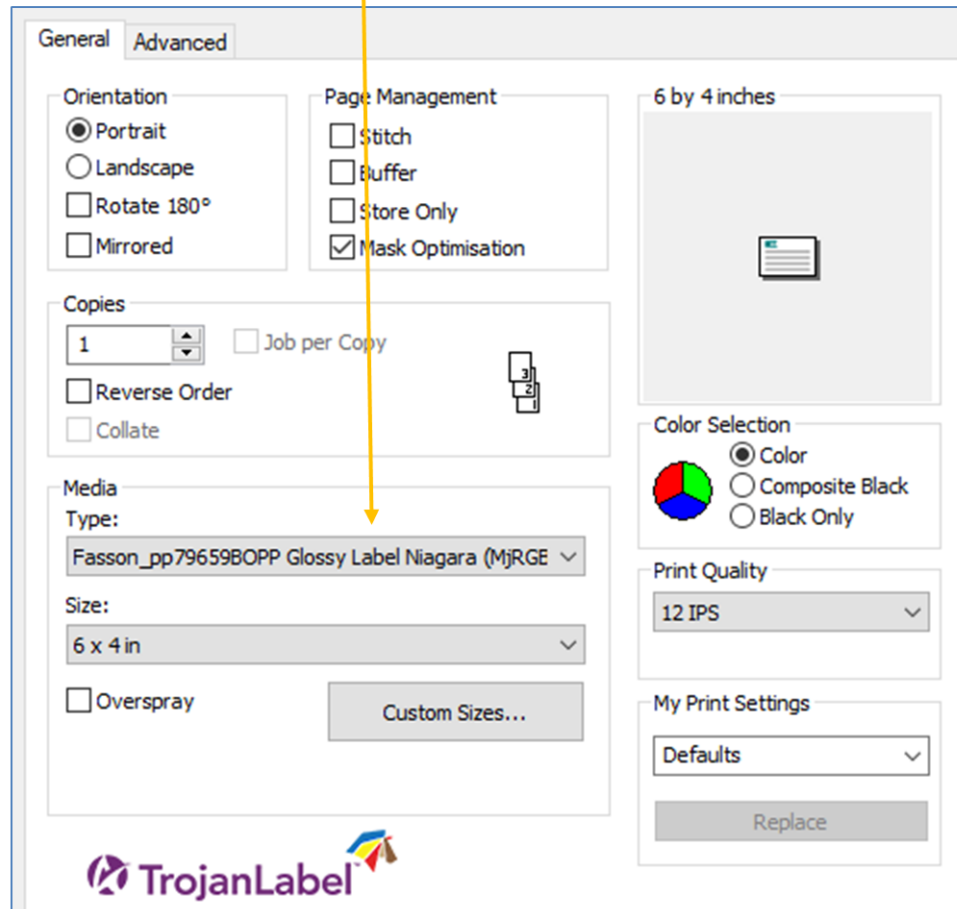 General
Advanced
Orientation
Portrait
Landscape
Rotate 180°
Mirrored
Page Management
Stitch
Buffer
Store Only
Mask Optimisation
6 by 4 inches
Copies
1
Job per Copy
Reverse Order
Collate
3
2
1
Color Selection
Color
Composite Black
Black Only
Media
Type:
Fasson_pp79659BOPP Glossy Label Niagara (MjRGE
Size:
6 x 4 in
Overspray
Custom Sizes...
Print Quality
12 IPS
My Print Settings
Defaults
Replace
TrojanLabel